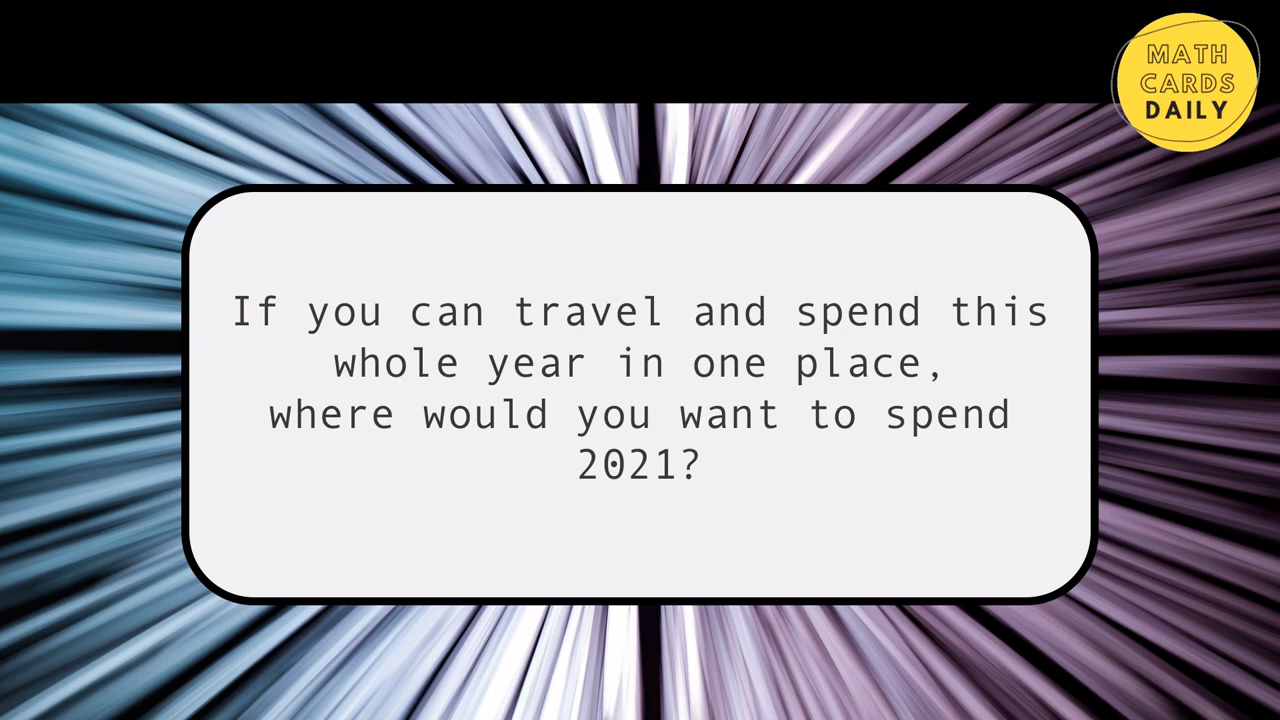 MATH
CARDS
DAILY
If you can travel and spend this
whole year in one place,
where would you want to spend
2021?